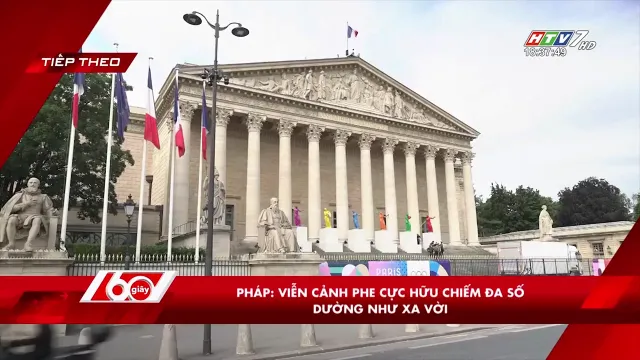 TIẾP THEO
HTV7 HD
18:37:49
PARIS
60 giây
PHÁP: VIỄN CẢNH PHE CỰC HỮU CHIẾM ĐA SỐ
DƯỜNG NHƯ XA VỜI